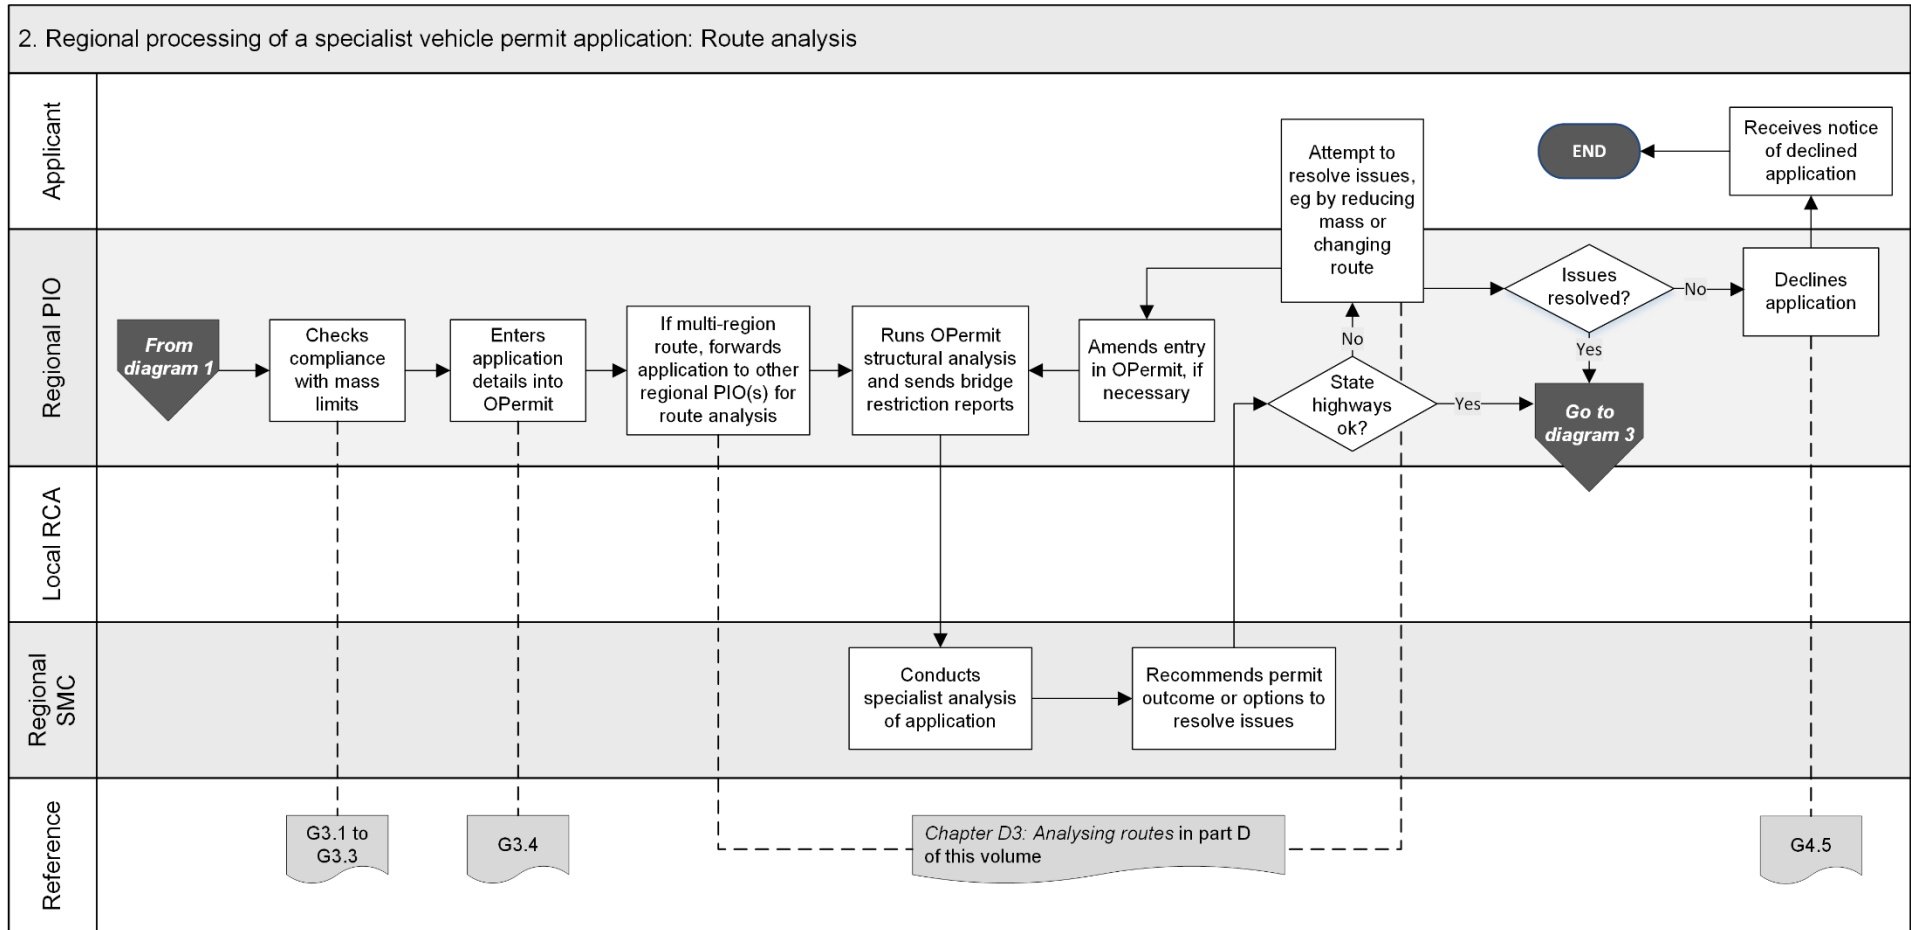 2. Regional processing of a specialist vehicle permit application: Route analysis
Applicant
Attempt to
resolve issues,
eg by reducing
mass or
changing
route
END
Receives notice
of declined
application
Regional PIO
From
diagram 1
Checks
compliance
with mass
limits
Enters
application
details into
OPermit
If multi-region
route, forwards
application to other
regional PIO(s) for
route analysis
Runs OPermit
structural analysis
and sends bridge
restriction reports
Amends entry
in OPermit, if
necessary
No
State
highways
ok?
Yes
Issues
resolved?
No
Yes
Go to
diagram 3
Declines
application
Local RCA
Regional
SMC
Conducts
specialist analysis
of application
Recommends permit
outcome or options to
resolve issues
Reference
G3.1 to
G3.3
G3.4
Chapter D3: Analysing routes in part D
of this volume
G4.5